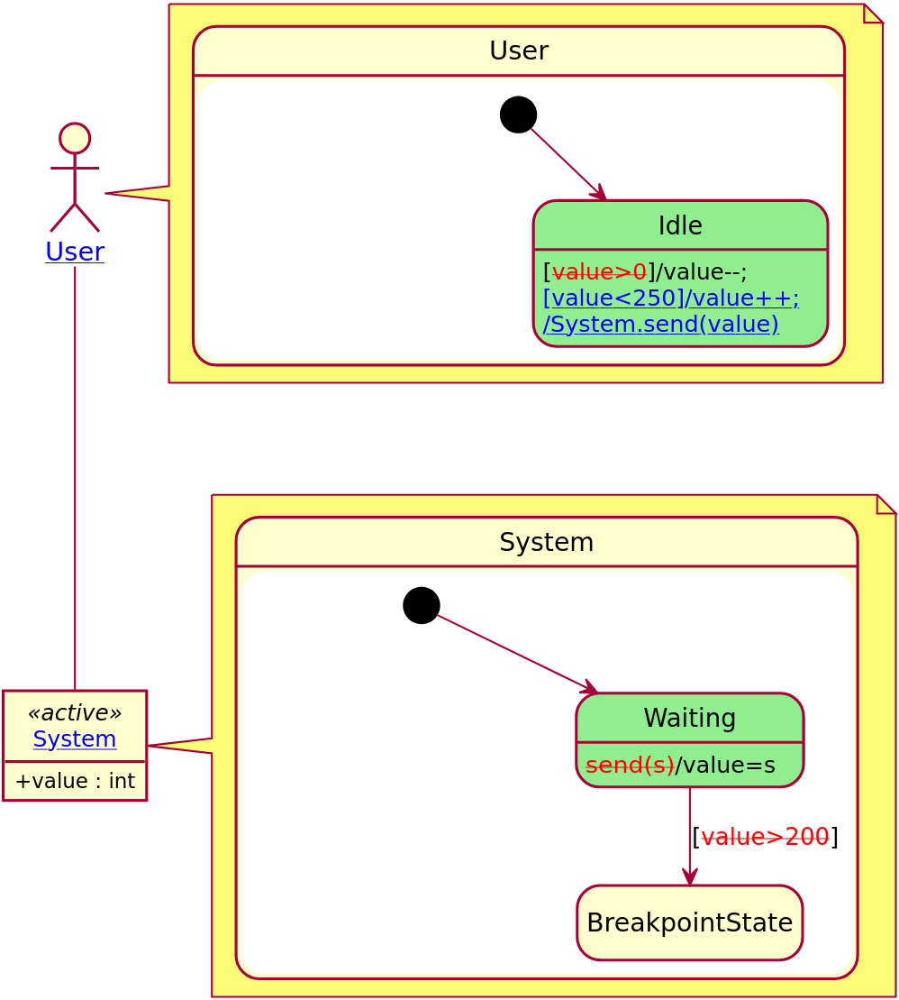 User
User
Idle
[value>0]/value--;
[value<250]/value++;
/System.send(value)
System
«active»
System
+value : int
Waiting
send(s)/value=s
[value>200]
BreakpointState